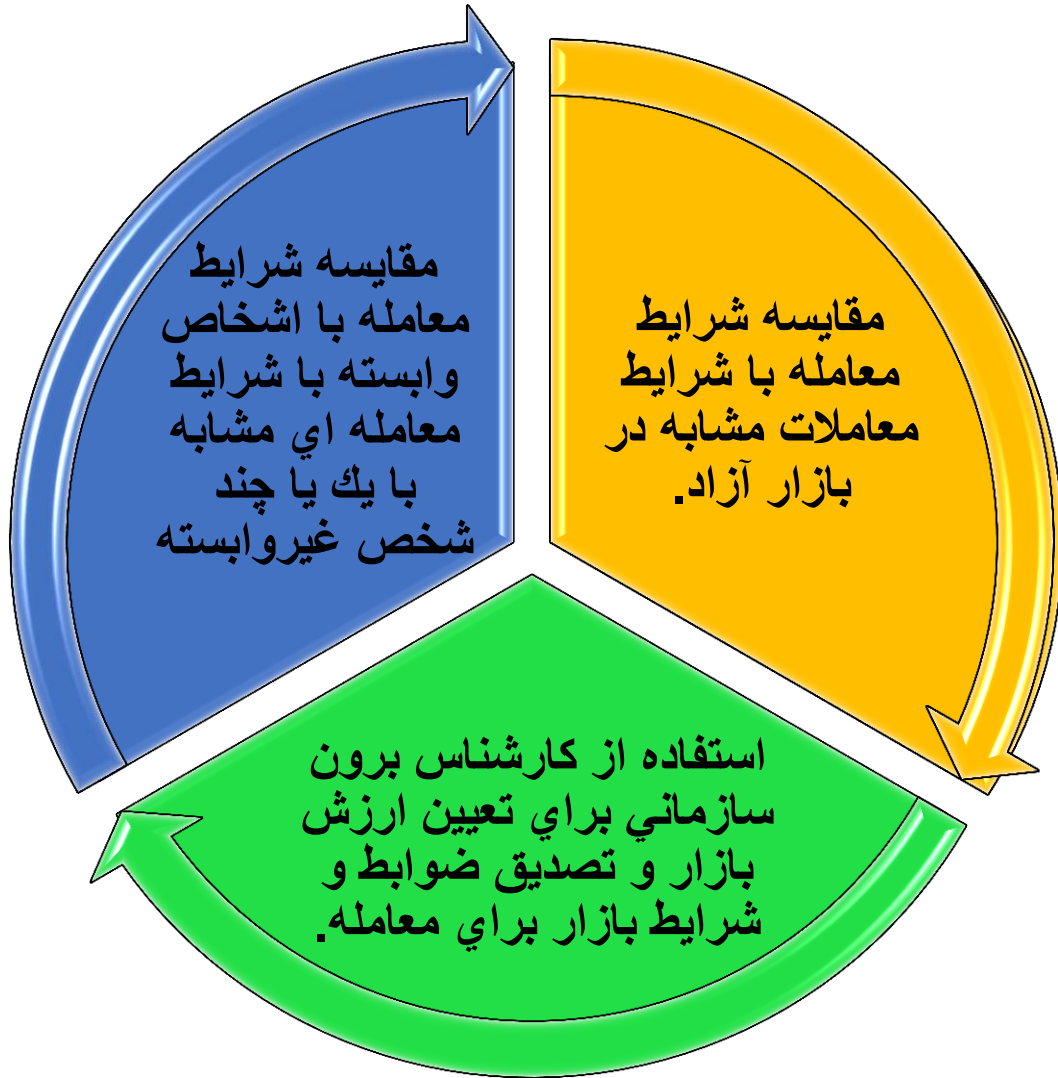 مقايسه شرايط
معامله با شرايط
معاملات مشابه در
بازار آزاد.
استفاده از كارشناس برون
سازماني براي تعيين ارزش
بازار و تصديق ضوابط و
شرايط بازار براي معامله.
مقايسه شرايط
معامله با اشخاص
وابسته با شرايط
معامله اي مشابه
با يك يا چند
شخص غيروابسته